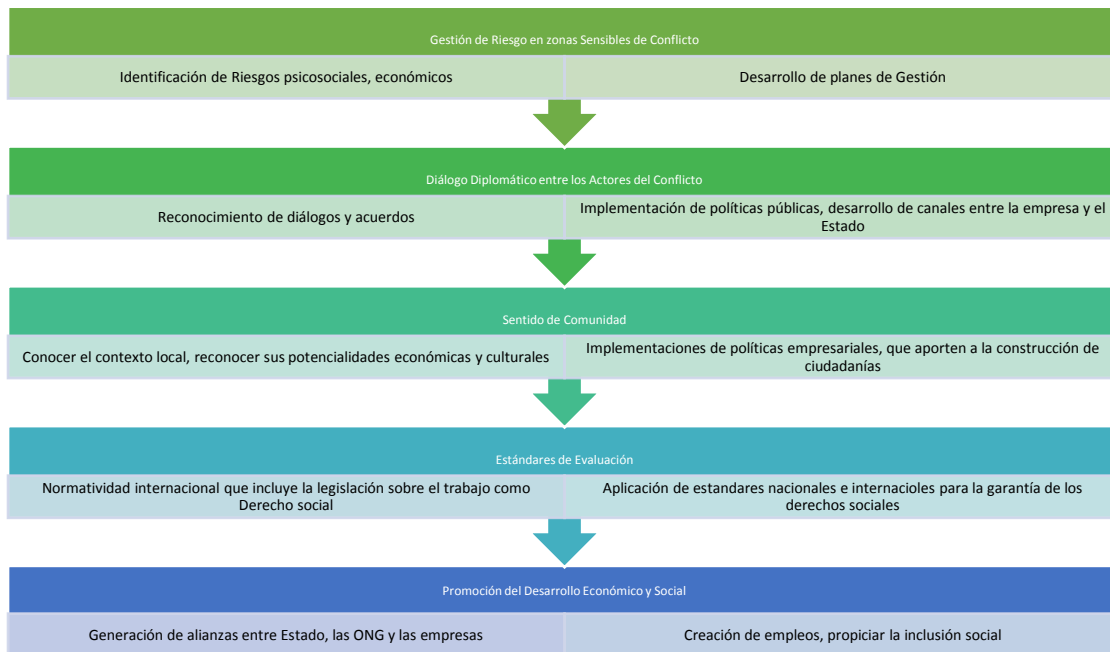 Gestión de Riesgo en zonas Sensibles de Conflicto
Identificación de Riesgos psicosociales, económicos
Desarrollo de planes de Gestión
Diálogo Diplomático entre los Actores del Conflicto
Reconocimiento de diálogos y acuerdos
Implementación de políticas públicas, desarrollo de canales entre la empresa y el
Estado
Sentido de Comunidad
Conocer el contexto local, reconocer sus potencialidades económicas y culturales
Implementaciones de políticas empresariales, que aporten a la construcción de
ciudadanías
Estándares de Evaluación
Normatividad internacional que incluye la legislación sobre el trabajo como
Derecho social
Aplicación de estandares nacionales e internacioles para la garantía de los
derechos sociales
Promoción del Desarrollo Económico y Social
Generación de alianzas entre Estado, las ONG y las empresas
Creación de empleos, propiciar la inclusión social